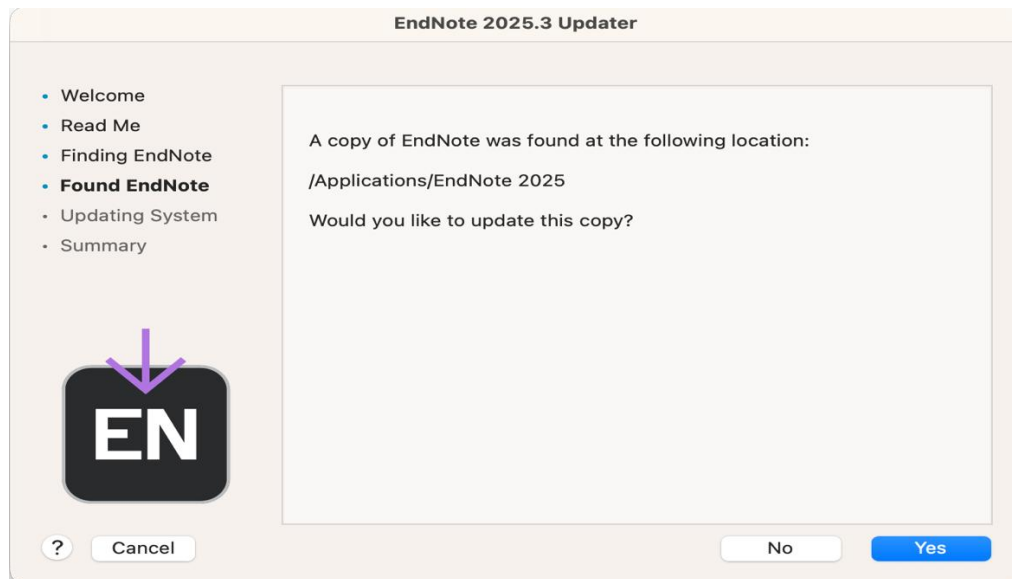 EndNote 2025.3 Updater
Welcome
Read Me
Finding EndNote
Found EndNote
Updating System
Summary
A copy of EndNote was found at the following location:
/Applications/EndNote 2025
Would you like to update this copy?
EN
?
Cancel
No
Yes